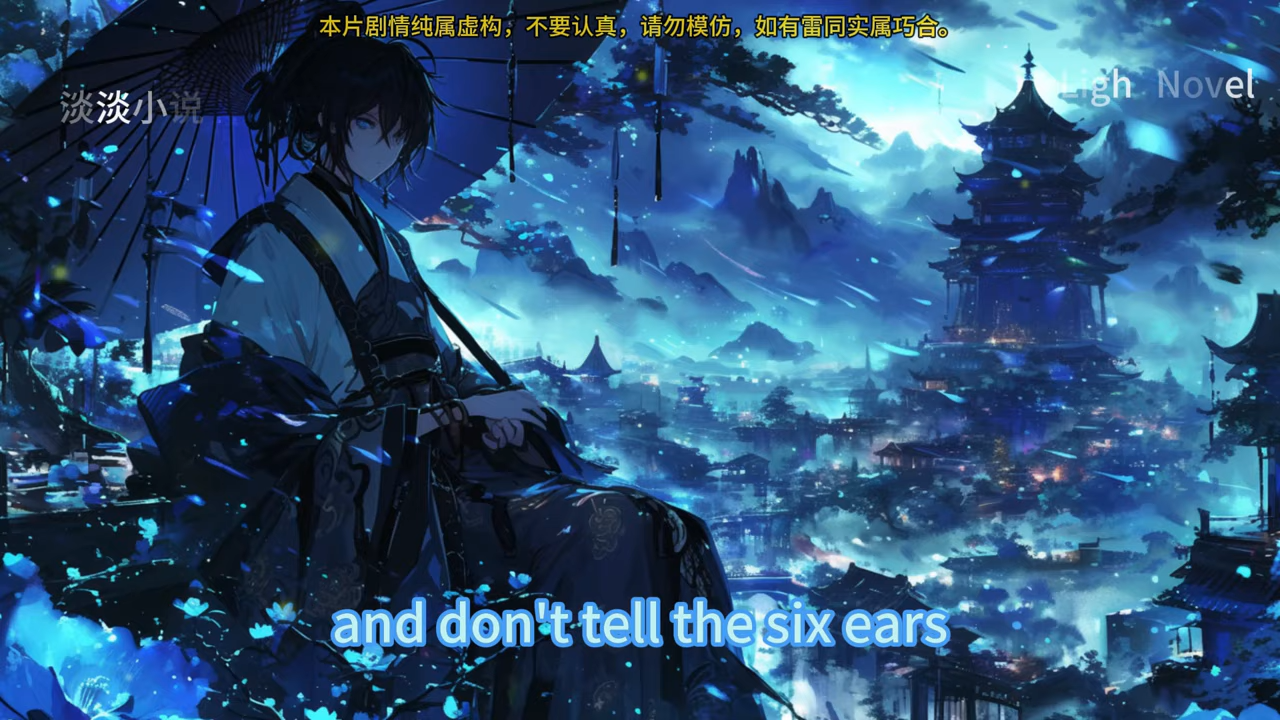 本片剧情纯属虚构，不要认真，请勿模仿，如有雷同实属巧合。
淡淡小说
Ligh Novel
and don't tell the six ears